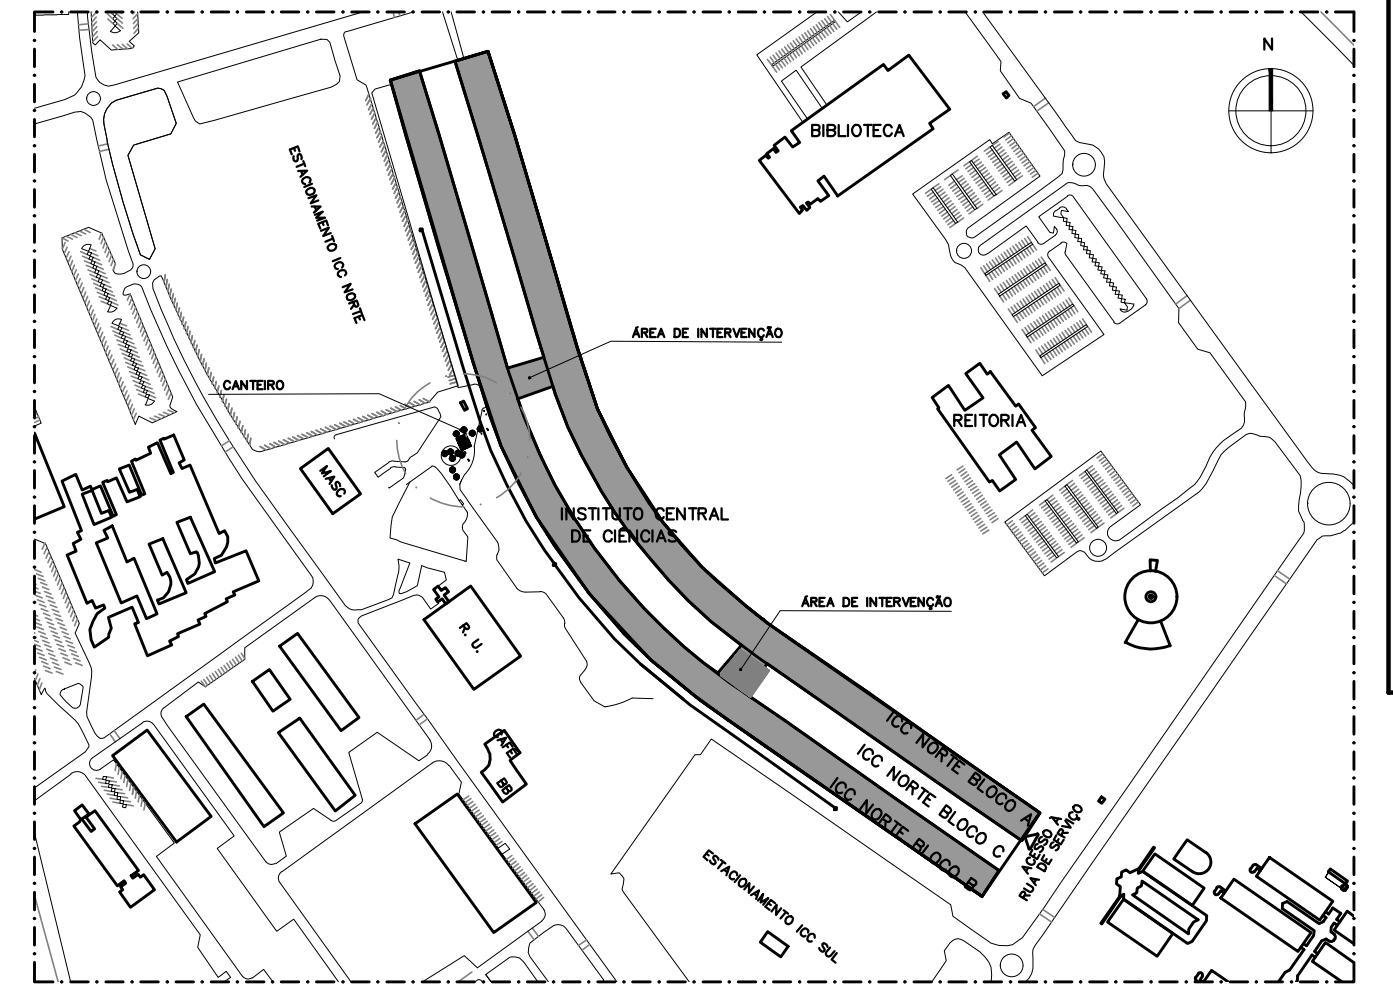 N
BIBLIOTECA
ESTACIONAMENTO ICC NORTE
ÁREA DE INTERVENÇÃO
CANTEIRO
REITORIA
MASC
INSTITUTO CENTRAL
DE CIÊNCIAS
ÁREA DE INTERVENÇÃO
R. U.
ICC NORTE BLOCO A
CAFE
ICC NORTE BLOCO C
BB
ICC NORTE BLOCO B
ACESSO A
RUA DE SERVIÇO
ESTACIONAMENTO ICC SUL